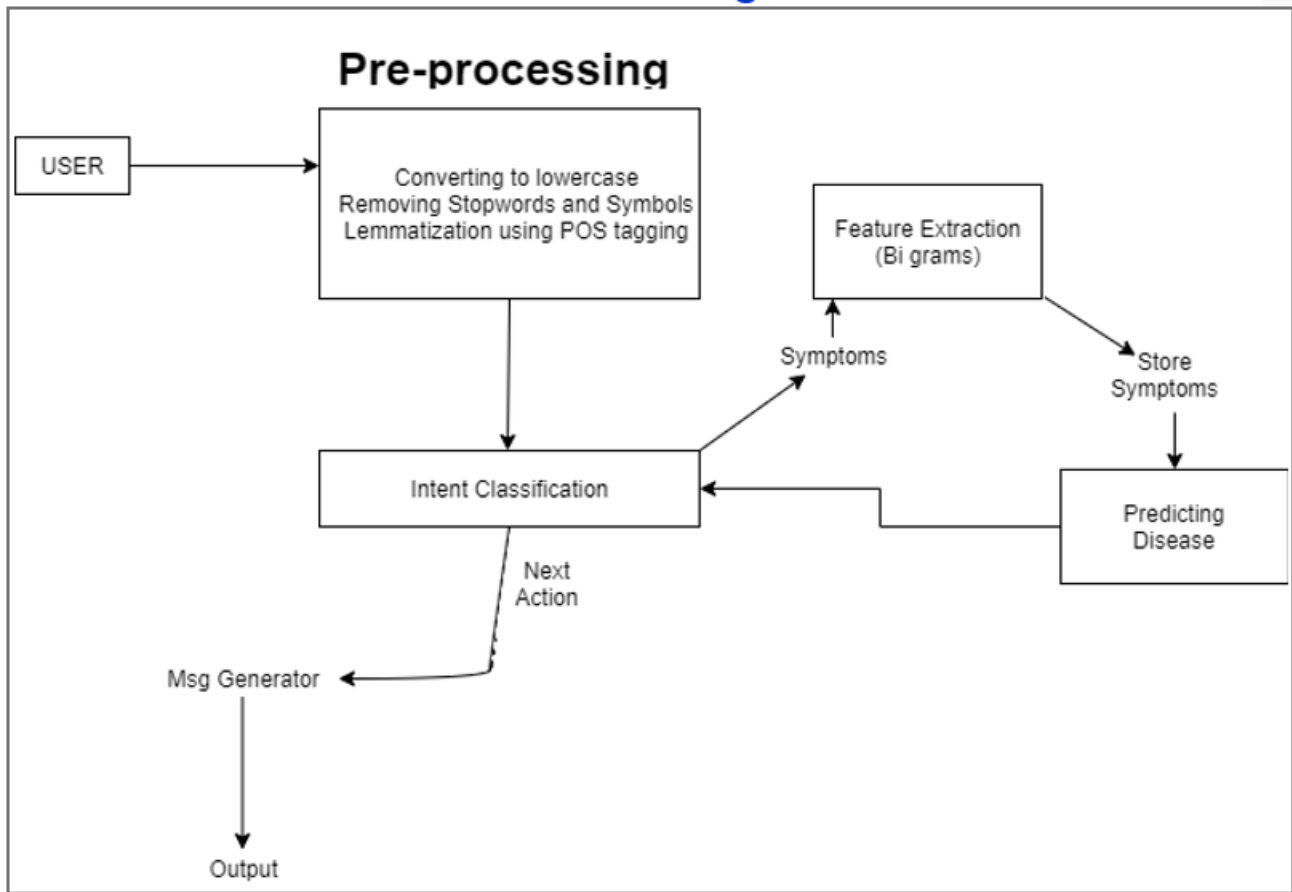 Pre-processing
USER
Converting to lowercase
Removing Stopwords and Symbols
Lemmatization using POS tagging
Feature Extraction
(Bi grams)
Symptoms
Store
Symptoms
Intent Classification
Predicting
Disease
Next
Action
Msg Generator
Output